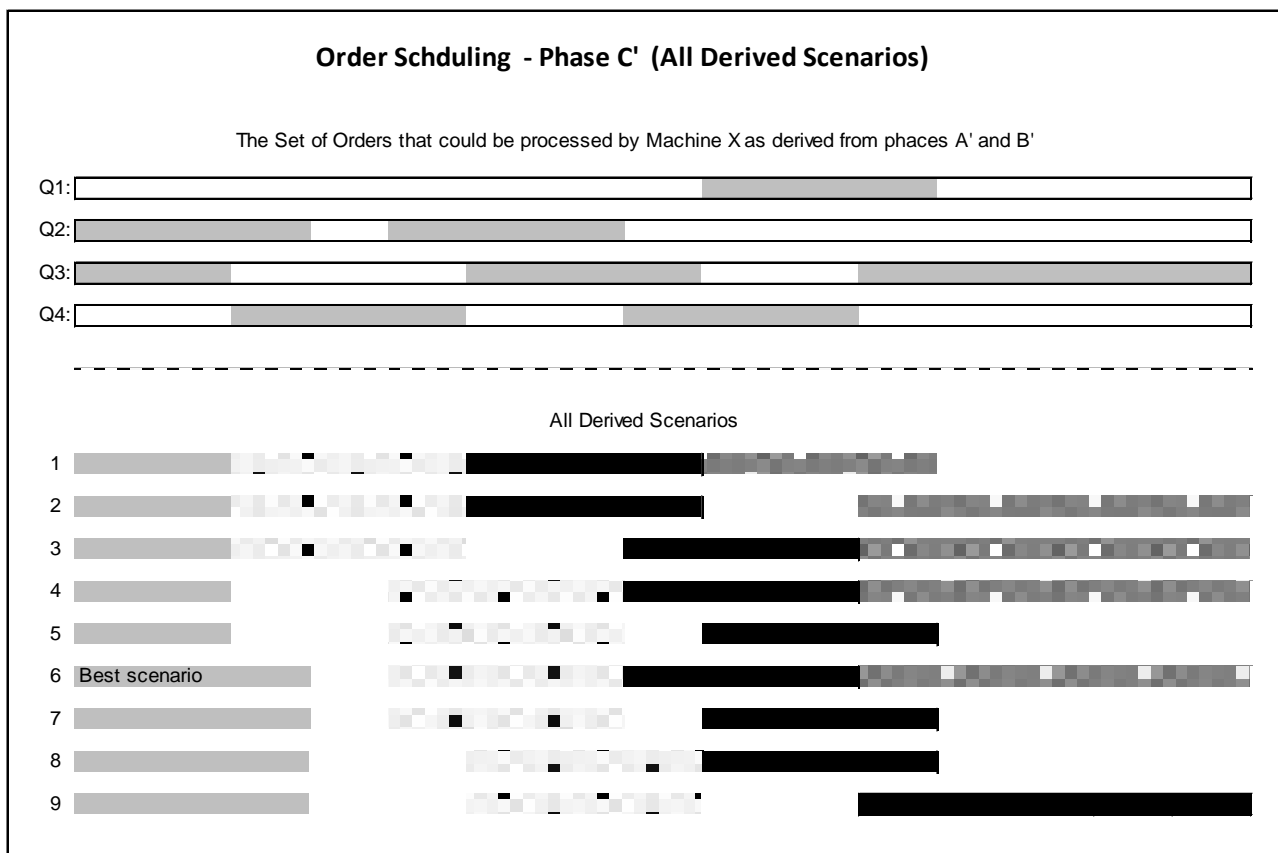 Order Schduling - Phase C' (All Derived Scenarios)
The Set of Orders that could be processed by Machine X as derived from phaces A' and B'
Q1:
Q2:
Q3:
Q4:
All Derived Scenarios
1
2
3
4
5
6 Best scenario
7
8
9